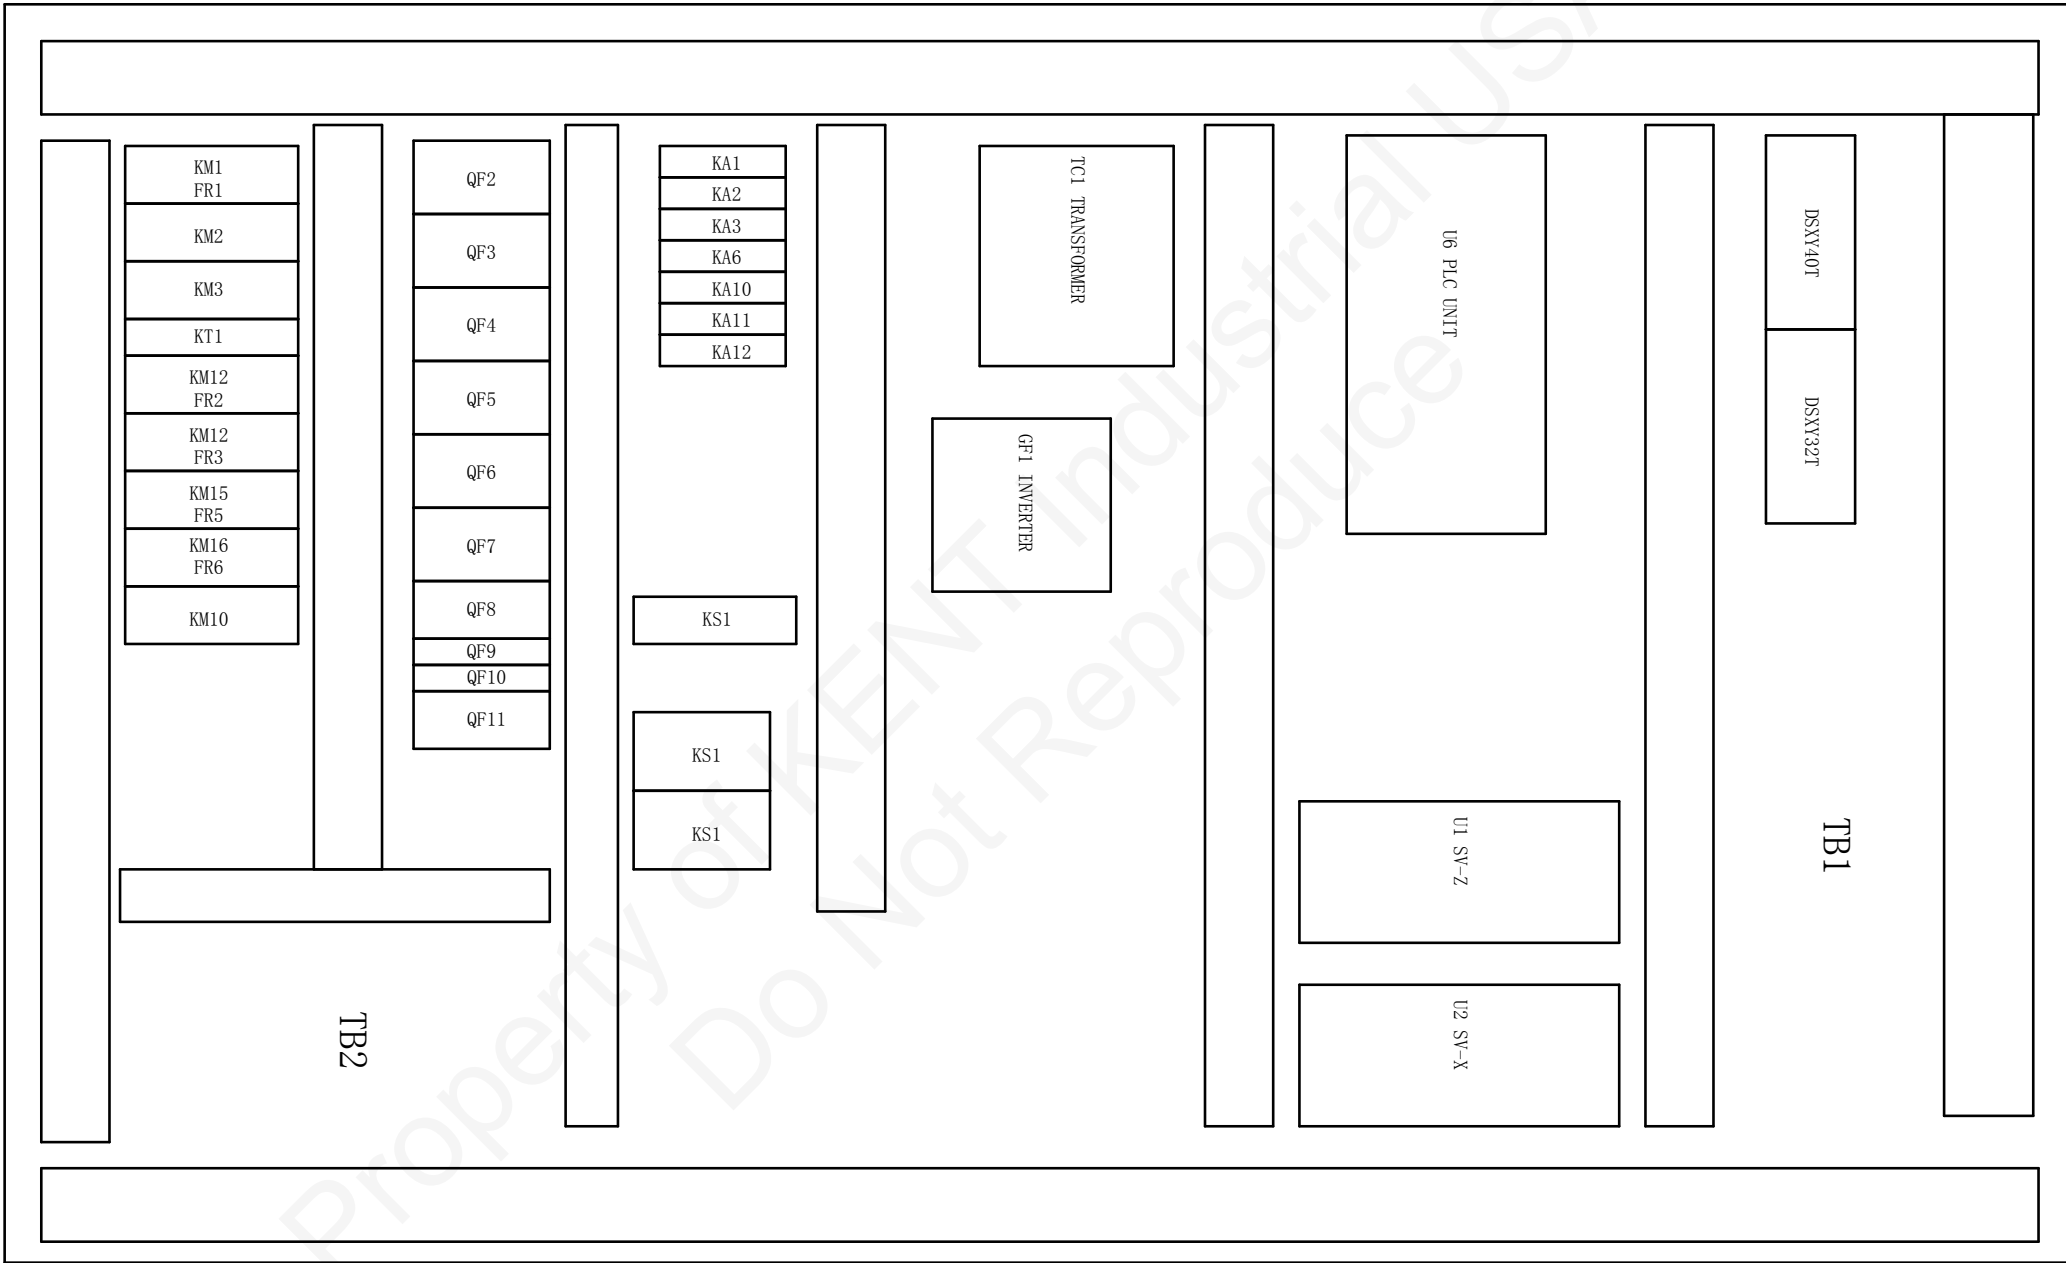 KM1
FR1
KM2
KM3
KT1
KM12
FR2
KM12
FR3
KM15
FR5
KM16
FR6
KM10
QF2
QF3
QF4
QF5
QF6
QF7
QF8
QF9
QF10
QF11
TB2
KA1
KA2
KA3
KA6
KA10
KA11
KA12
KS1
KS1
KS1
TC1 TRANSFORMER
GF1 INVERTER
U6 PLC UNIT
U1 SV-Z
U2 SV-X
DSXY40T
DSXY32T
TB1
Property of KENT Industrial USA
Do Not Reproduce